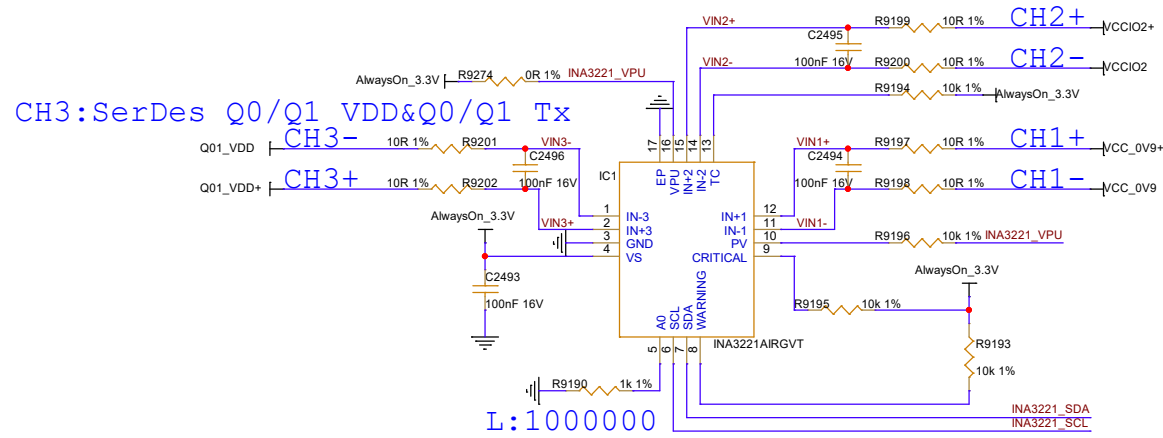 VIN2+
R9199
10R 1%
CH2+
VCCIO2+
C2495
100nF 16V
VIN2-
R9200
10R 1%
CH2-
VCCIO2
AlwaysOn_3.3V
R9274
0R 1%
INA3221_VPU
R9194
10k 1%
AlwaysOn_3.3V
CH3:SerDes Q0/Q1 VDD&Q0/Q1 Tx
Q01_VDD
CH3-
10R 1%
R9201
VIN3-
C2496
100nF 16V
Q01_VDD+
CH3+
10R 1%
R9202
VIN3+
VIN1+
R9197
10R 1%
CH1+
VCC_0V9+
C2494
100nF 16V
VIN1-
R9198
10R 1%
CH1-
VCC_0V9
IC1
17
16
15
14
13
EP
VPU
IN+2
IN-2
TC
1
IN-3
2
IN+3
3
GND
4
VS
12
IN+1
11
IN-1
10
PV
9
CRITICAL
R9196
10k 1%
INA3221_VPU
AlwaysOn_3.3V
C2493
100nF 16V
AlwaysOn_3.3V
R9195
10k 1%
R9193
10k 1%
A0
SCL
SDA
WARNING
5
6
7
8
INA3221AIRGVT
R9190
1k 1%
L:1000000
INA3221_SDA
INA3221_SCL